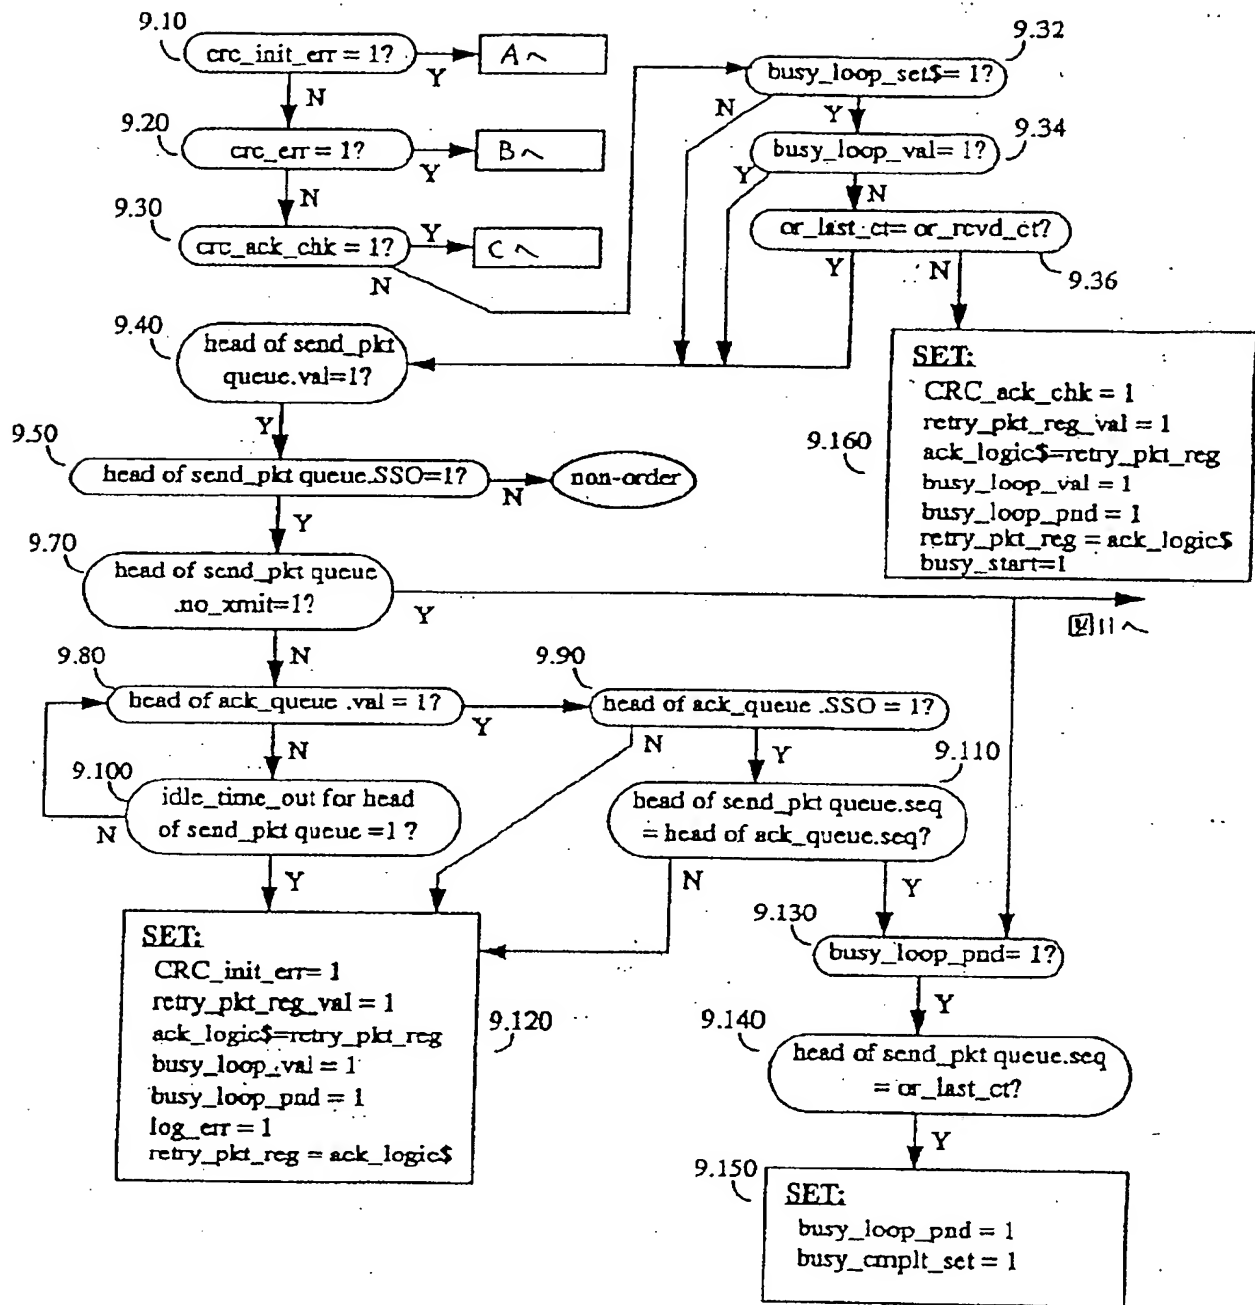 9.10
crc_init_err = 1?
Y
A へ
N
9.20
crc_err = 1?
Y
B へ
N
9.30
crc_ack_chk = 1?
Y
C へ
N
9.32
busy_loop_set$= 1?
N
Y
9.34
busy_loop_val= 1?
Y
N
or_last_ct= or_rcvd_ct?
Y
N
9.36
9.40
head of send_pkt
queue.val=1?
Y
9.50
head of send_pkt queue.SSO=1?
N
non-order
Y
9.160
SET:
CRC_ack_chk = 1
retry_pkt_reg_val = 1
ack_logic$=retry_pkt_reg
busy_loop_val = 1
busy_loop_pnd = 1
retry_pkt_reg = ack_logic$
busy_start=1
9.70
head of send_pkt queue
.no_xmit=1?
Y
図11へ
N
9.80
head of ack_queue .val = 1?
Y
9.90
head of ack_queue .SSO = 1?
N
N
Y
9.100
idle_time_out for head
of send_pkt queue =1 ?
N
Y
9.110
head of send_pkt queue.seq
= head of ack_queue.seq?
N
Y
9.120
SET:
CRC_init_err= 1
retry_pkt_reg_val = 1
ack_logic$=retry_pkt_reg
busy_loop_val = 1
busy_loop_pnd = 1
log_err = 1
retry_pkt_reg = ack_logic$
9.130
busy_loop_pnd= 1?
Y
9.140
head of send_pkt queue.seq
= or_last_ct?
Y
9.150
SET:
busy_loop_pnd = 1
busy_cmplt_set = 1